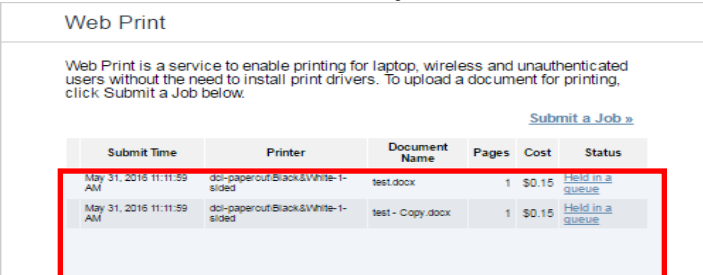 Web Print
Web Print is a service to enable printing for laptop, wireless and unauthenticated
users without the need to install print drivers. To upload a document for printing,
click Submit a Job below.
Submit a Job »
Submit Time Printer Document Name Pages Cost Status
May 31, 2016 11:11:59 AM dcl-papercut\Black&White-1-sided test.docx 1 $0.15 Held in a queue
May 31, 2016 11:11:59 AM dcl-papercut\Black&White-1-sided test - Copy.docx 1 $0.15 Held in a queue